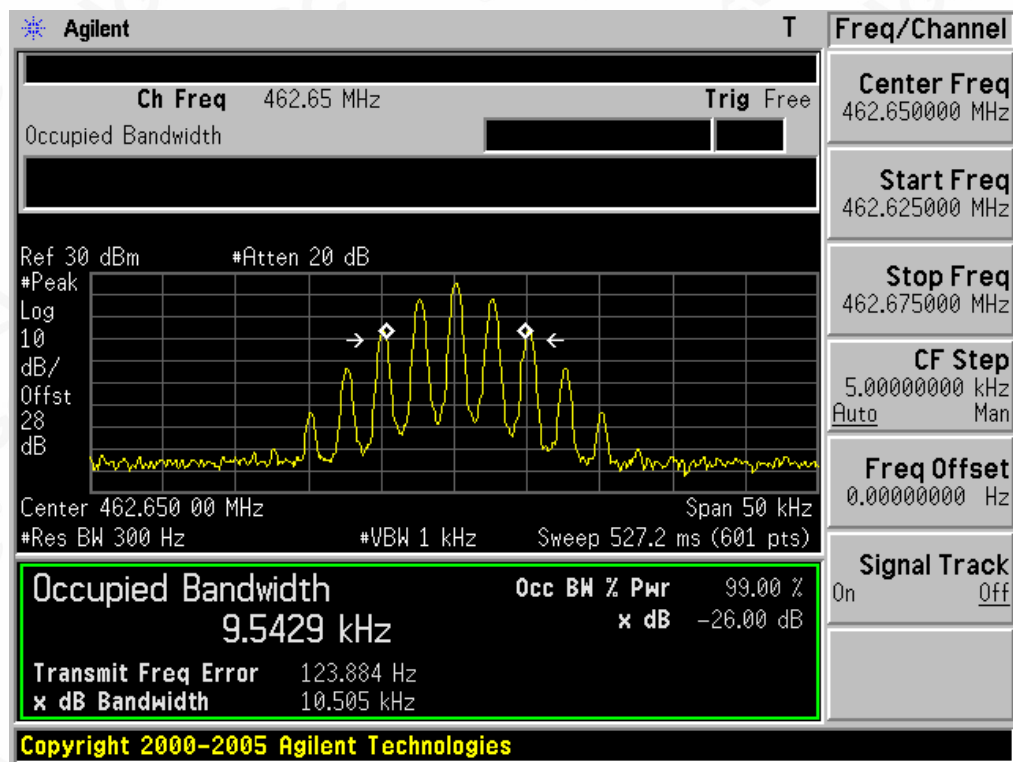 Agilent T
Freq/Channel
Ch Freq 462.65 MHz Trig Free
Occupied Bandwidth
Ref 30 dBm #Atten 20 dB
#Peak
Log
10
dB/
Offst
28
dB
Center 462.650 00 MHz Span 50 kHz
#Res BW 300 Hz #VBW 1 kHz Sweep 527.2 ms (601 pts)
Occupied Bandwidth
9.5429 kHz
Occ BW % Pwr 99.00 %
x dB -26.00 dB
Transmit Freq Error 123.884 Hz
x dB Bandwidth 10.505 kHz
Center Freq
462.650000 MHz
Start Freq
462.625000 MHz
Stop Freq
462.675000 MHz
CF Step
5.00000000 kHz
Auto Man
Freq Offset
0.00000000 Hz
Signal Track
On Off
Copyright 2000-2005 Agilent Technologies